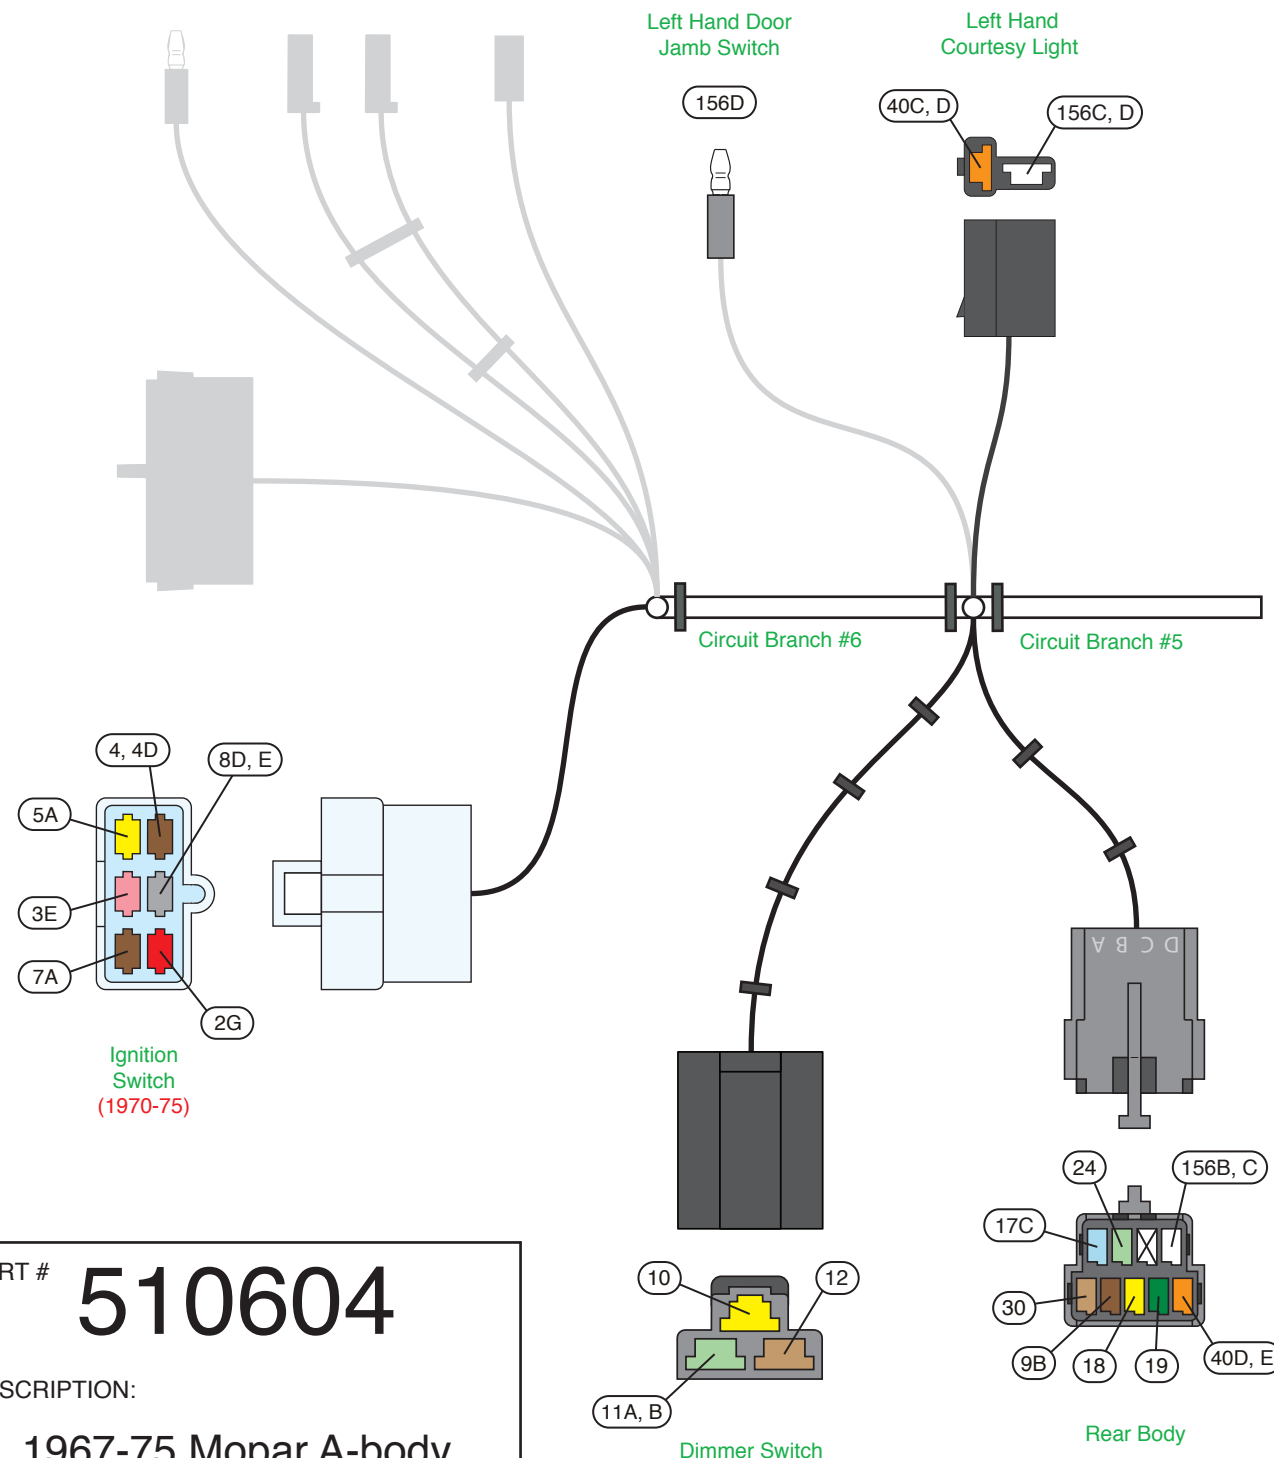 Left Hand Door
Jamb Switch
Left Hand
Courtesy Light
156D
40C, D
156C, D
Circuit Branch #6
Circuit Branch #5
4, 4D
8D, E
5A
3E
7A
2G
Ignition
Switch
(1970-75)
A B C D
24
156B, C
17C
30
9B
18
19
40D, E
Rear Body
10
12
11A, B
Dimmer Switch
RT # 510604
SCRIPTION:
1967-75 Mopar A-body